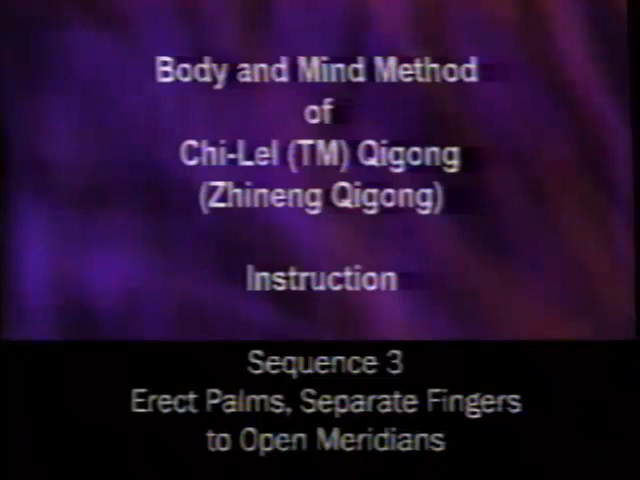 Body and Mind Method
of
Chi-Lel (TM) Qigong
(Zhineng Qigong)
Instruction
Sequence 3
Erect Palms, Separate Fingers
to Open Meridians